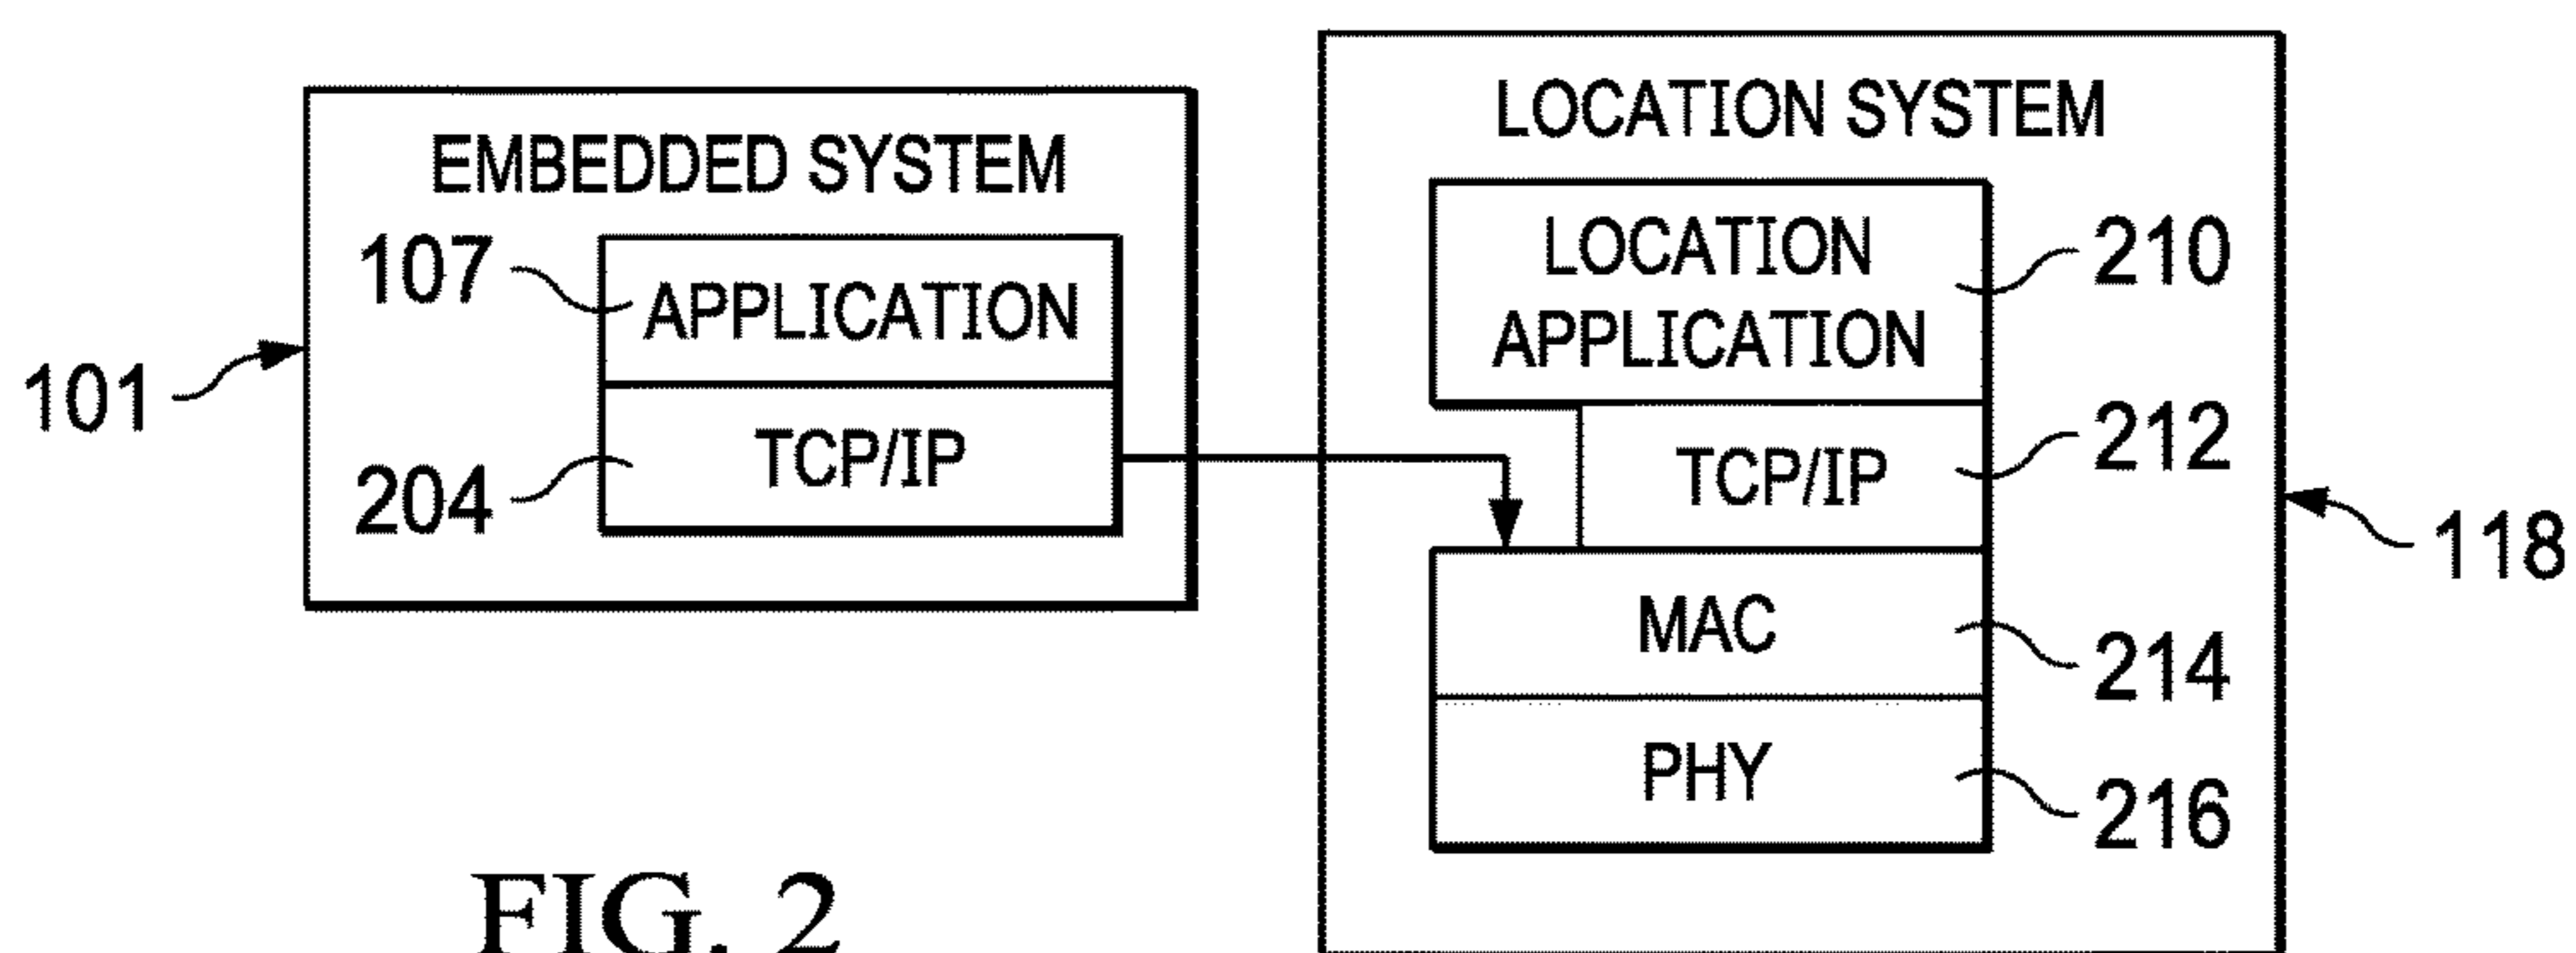 EMBEDDED SYSTEM
107
APPLICATION
101
204
TCP/IP
LOCATION SYSTEM
LOCATION
APPLICATION
210
TCP/IP
212
118
MAC
214
PHY
216
FIG. 2